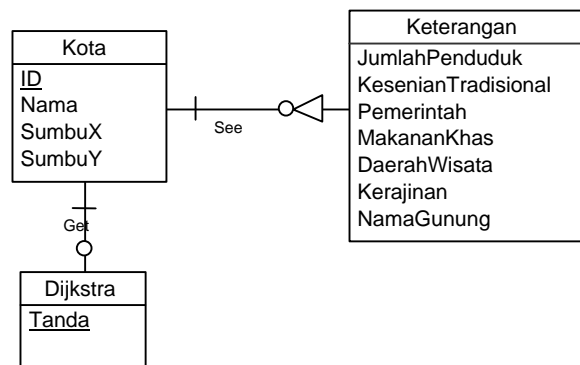 Kota
ID
Nama
SumbuX
SumbuY
See
Keterangan
JumlahPenduduk
KesenianTradisional
Pemerintah
MakananKhas
DaerahWisata
Kerajinan
NamaGunung
Get
Dijkstra
Tanda